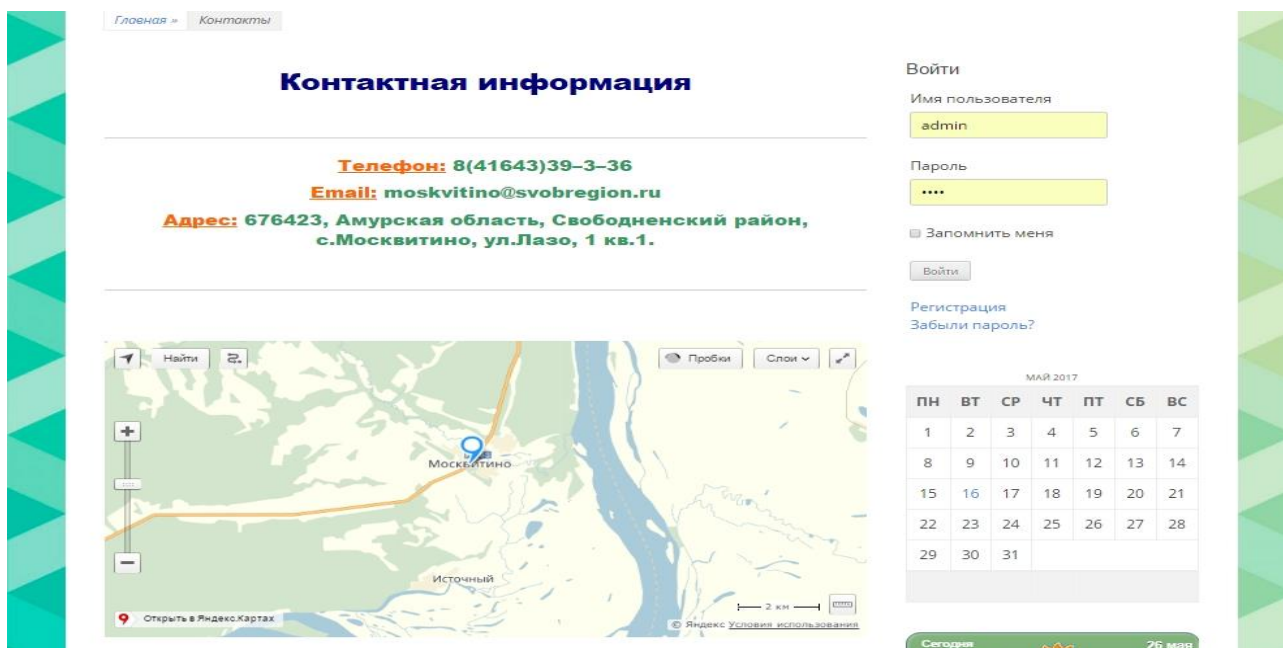 Главная » Контакты
Контактная информация
Телефон: 8(41643)39–3–36
Email: moskvitino@svobregion.ru
Адрес: 676423, Амурская область, Свободненский район,
с.Москвитино, ул.Лазо, 1 кв.1.
Найти
Пробки
Слои
Москвитино
Источный
2 км
Открыть в Яндекс.Картах
© Яндекс Условия использования
Войти
Имя пользователя
admin
Пароль
••••
Запомнить меня
Войти
Регистрация
Забыли пароль?
МАЙ 2017
ПН ВТ СР ЧТ ПТ СБ ВС
1 2 3 4 5 6 7
8 9 10 11 12 13 14
15 16 17 18 19 20 21
22 23 24 25 26 27 28
29 30 31
Сегодня 26 мая